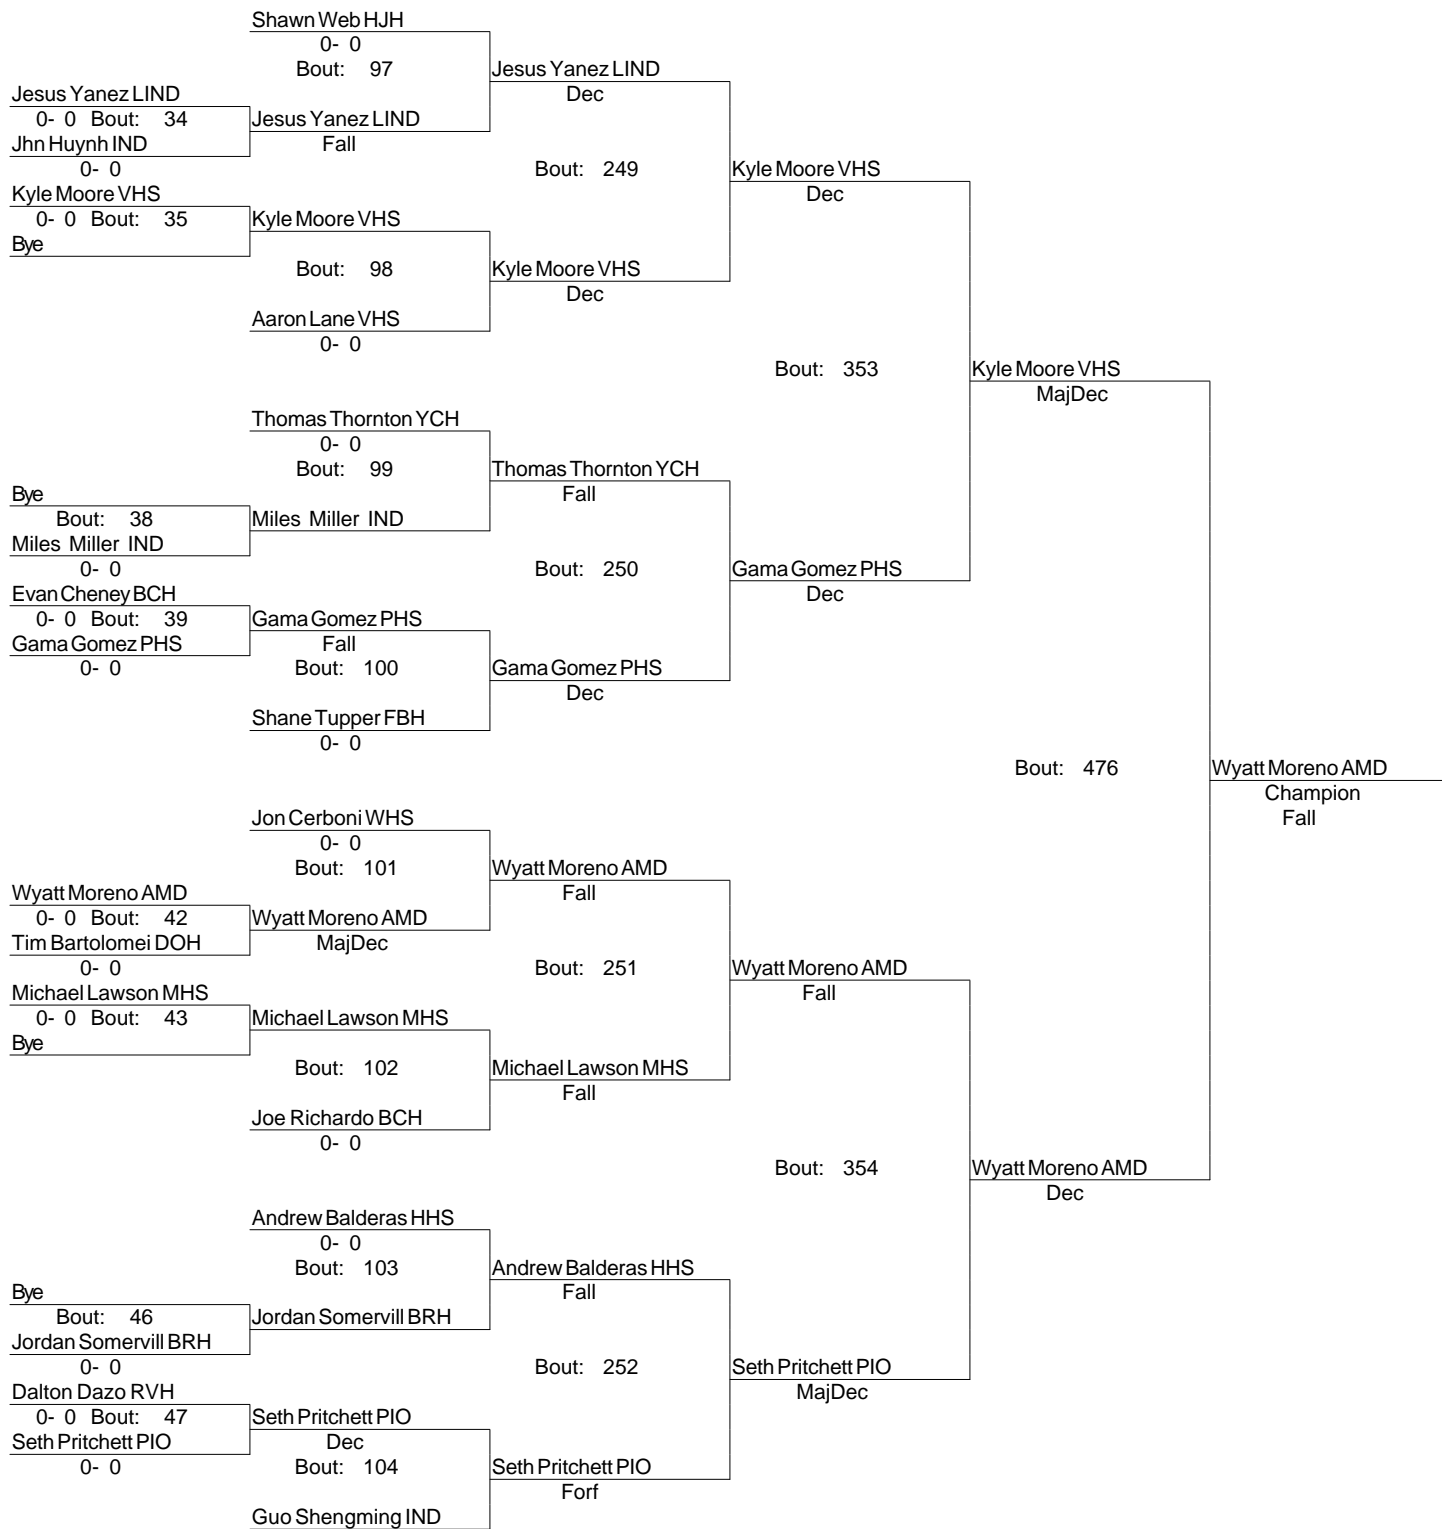 Shawn Web HJH
0- 0
Bout: 97
Jesus Yanez LIND
Dec
Jesus Yanez LIND
0- 0 Bout: 34
Jesus Yanez LIND
Jhn Huynh IND
Fall
0- 0
Bout: 249
Kyle Moore VHS
Dec
Kyle Moore VHS
0- 0 Bout: 35
Kyle Moore VHS
Bye
Bout: 98
Kyle Moore VHS
Dec
Aaron Lane VHS
0- 0
Bout: 353
Kyle Moore VHS
MajDec
Thomas Thornton YCH
0- 0
Bout: 99
Thomas Thornton YCH
Fall
Bye
Bout: 38
Miles Miller IND
Miles Miller IND
0- 0
Bout: 250
Gama Gomez PHS
Dec
Evan Cheney BCH
0- 0 Bout: 39
Gama Gomez PHS
Gama Gomez PHS
Fall
0- 0
Bout: 100
Gama Gomez PHS
Dec
Shane Tupper FBH
0- 0
Bout: 476
Wyatt Moreno AMD
Champion
Fall
Jon Cerboni WHS
0- 0
Bout: 101
Wyatt Moreno AMD
Fall
Wyatt Moreno AMD
0- 0 Bout: 42
Wyatt Moreno AMD
Tim Bartolomei DOH
MajDec
0- 0
Bout: 251
Wyatt Moreno AMD
Fall
Michael Lawson MHS
0- 0 Bout: 43
Michael Lawson MHS
Bye
Bout: 102
Michael Lawson MHS
Fall
Joe Richardo BCH
0- 0
Bout: 354
Wyatt Moreno AMD
Dec
Andrew Balderas HHS
0- 0
Bout: 103
Andrew Balderas HHS
Fall
Bye
Bout: 46
Jordan Somervill BRH
Jordan Somervill BRH
0- 0
Bout: 252
Seth Pritchett PIO
MajDec
Dalton Dazo RVH
0- 0 Bout: 47
Seth Pritchett PIO
Seth Pritchett PIO
Dec
0- 0
Bout: 104
Seth Pritchett PIO
Forf
Guo Shengming IND